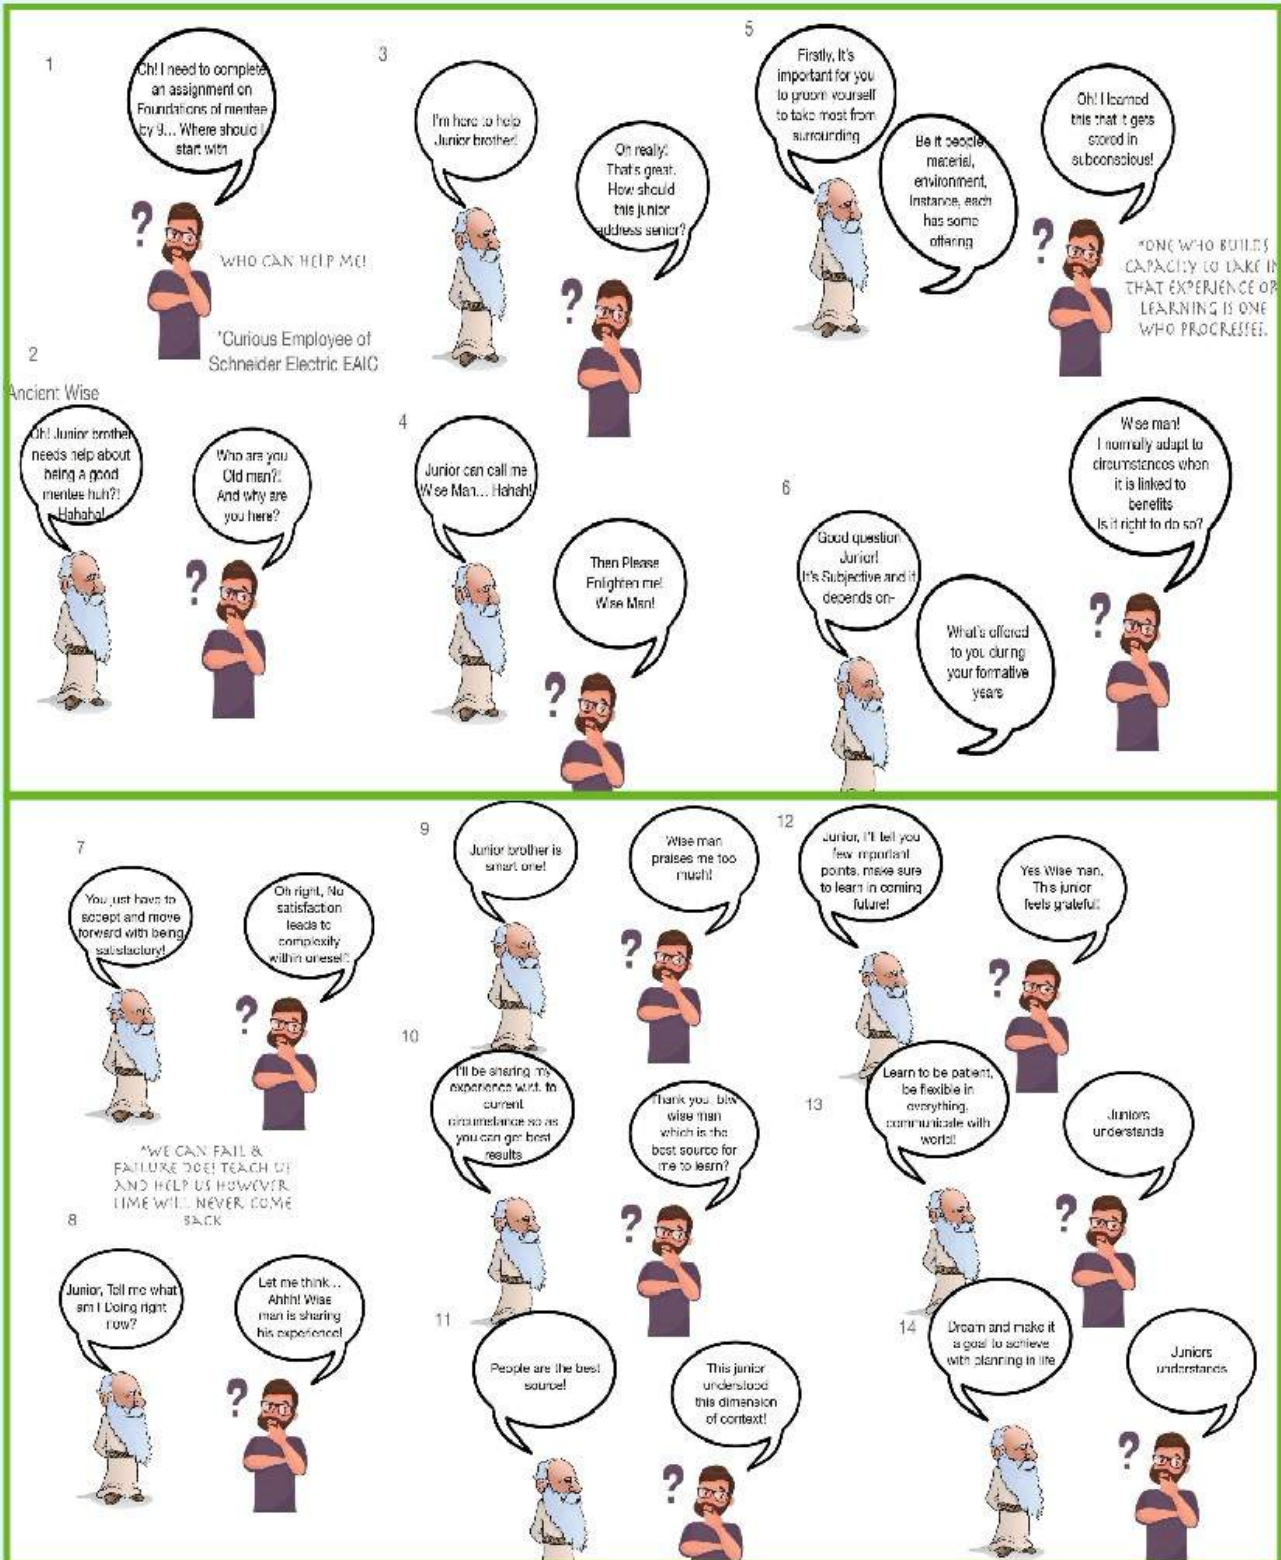 1
Oh! I need to complete
an assignment on
Foundations of mentee
by 9... Where should I
start with
WHO CAN HELP ME!
*Curious Employee of
Schneider Electric EAIC
2
Ancient Wise
Oh! Junior brother
needs help about
being a good
mentee huh?!
Hahaha!
Who are you
Old man?!
And why are
you here?
3
I'm here to help
Junior brother!
Oh really!
That's great.
How should
this junior
address senior?
4
Junior can call me
Wise Man... Hahah!
Then Please
Enlighten me!
Wise Man!
5
Firstly, It's
important for you
to groom yourself
to take most from
surrounding
Be it people,
material,
environment,
instance, each
has some
offering
Oh! I learned
this that it gets
stored in
subconscious!
*ONE WHO BUILDS
CAPACITY TO TAKE IN
THAT EXPERIENCE OR
LEARNING IS ONE
WHO PROGRESSES.
6
Wise man!
I normally adapt to
circumstances when
it is linked to
benefits
Is it right to do so?
Good question
Junior!
It's Subjective and it
depends on-
What's offered
to you during
your formative
years
7
You just have to
accept and move
forward with being
satisfactory!
Oh right, No
satisfaction
leads to
complexity
within oneself!
*WE CAN FAIL &
FAILURE DOES TEACH US
AND HELP US HOWEVER
TIME WILL NEVER COME
BACK
8
Junior, Tell me what
am I Doing right
now?
Let me think...
Ahhh! Wise
man is sharing
his experience!
9
Junior brother is
smart one!
Wise man
praises me too
much!
10
I'll be sharing my
experience w.r.t. to
current
circumstance so as
you can get best
results
Thank you, btw
wise man
which is the
best source for
me to learn?
11
People are the best
source!
This junior
understood
this dimension
of context!
12
Junior, I'll tell you
few important
points, make sure
to learn in coming
future!
Yes Wise man,
This junior
feels grateful!
13
Learn to be patient,
be flexible in
everything,
communicate with
world!
Juniors
understands
14
Dream and make it
a goal to achieve
with planning in life
Juniors
understands